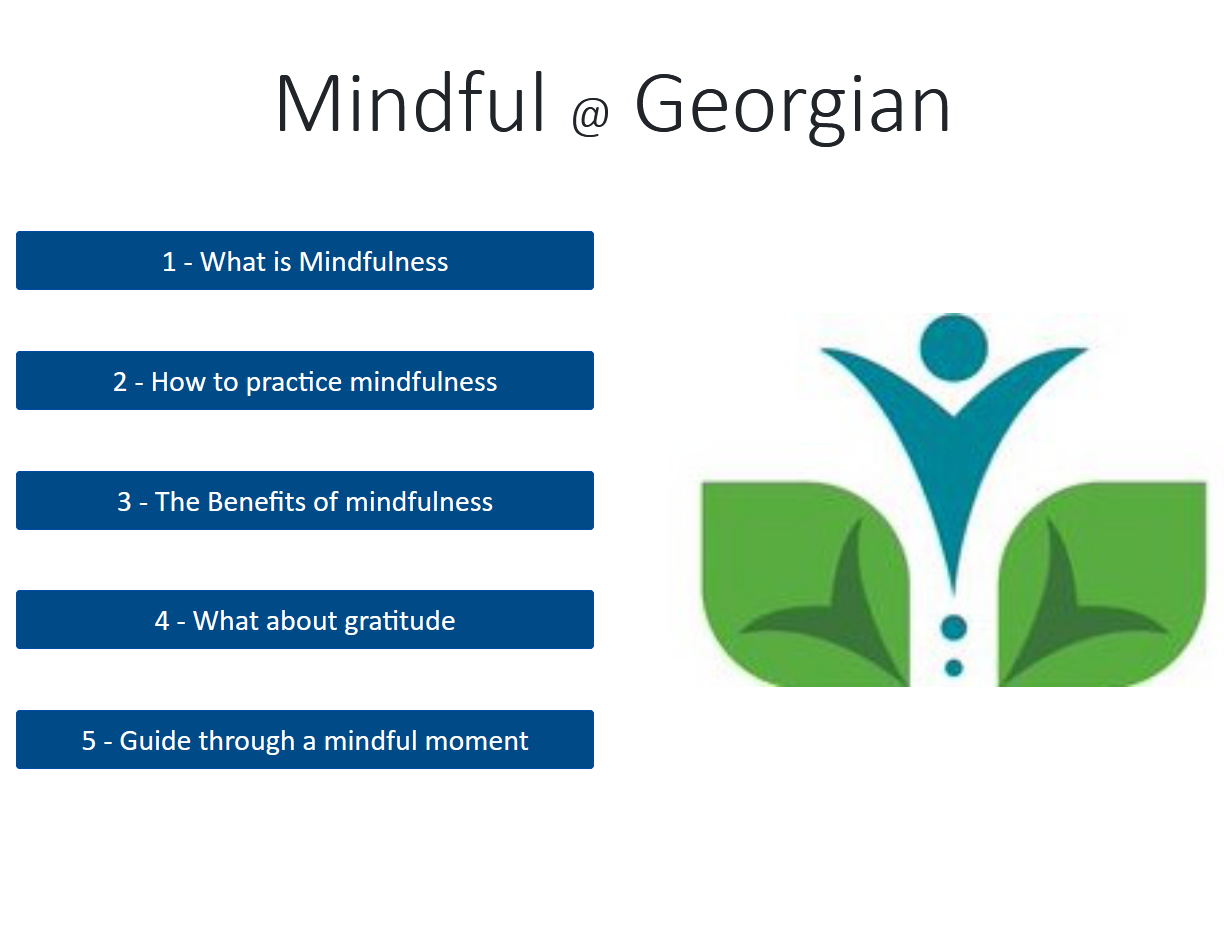 Mindful @ Georgian
1 - What is Mindfulness
2 - How to practice mindfulness
3 - The Benefits of mindfulness
4 - What about gratitude
5 - Guide through a mindful moment